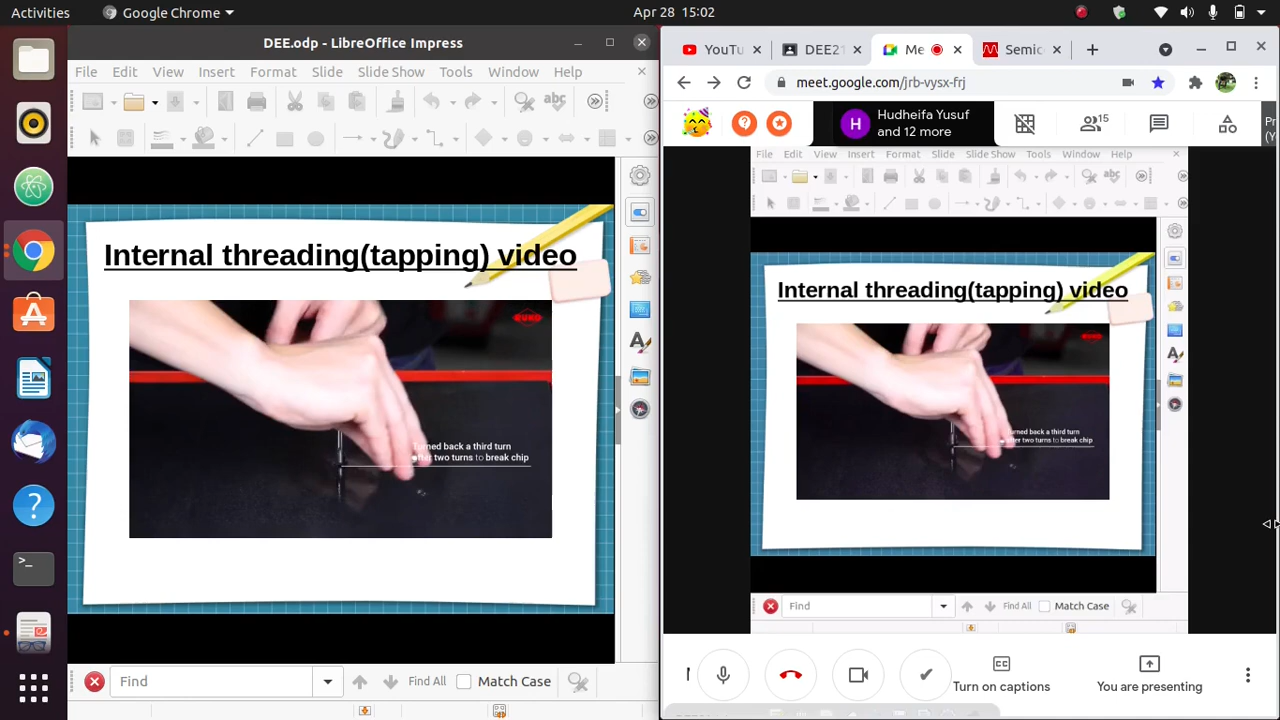 Activities
Google Chrome
Apr 28 15:02
DEE.odp - LibreOffice Impress
File Edit View Insert Format Slide Slide Show Tools Window Help
Internal threading(tapping) video
RUKO
Turned back a third turn
after two turns to break chip
Find
Find All
Match Case
YouTu
DEE21
Me
Semic
meet.google.com/jrb-vysx-frj
H
Hudheifa Yusuf
and 12 more
15
File Edit View Insert Format Slide Slide Show Tools Window Help
Internal threading(tapping) video
Turned back a third turn
after two turns to break chip
Find
Find All
Match Case
Turn on captions
You are presenting